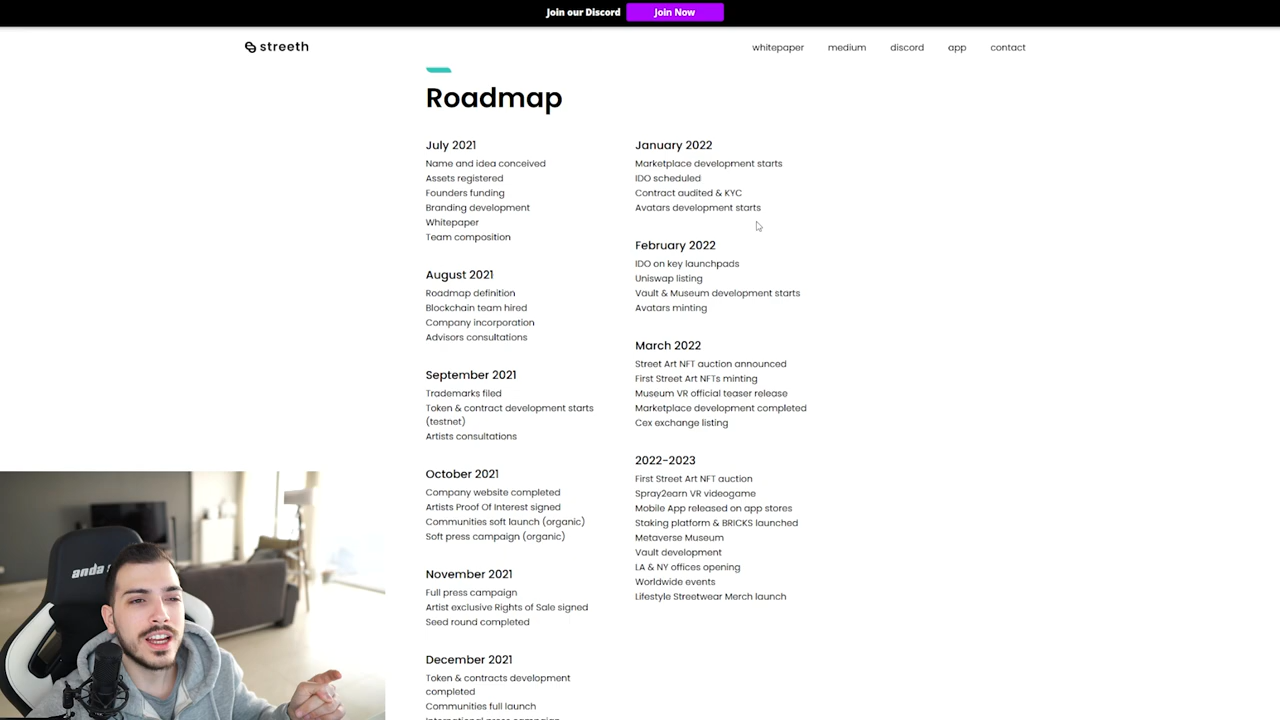 Join our Discord
Join Now
streeth
whitepaper
medium
discord
app
contact
Roadmap
July 2021
Name and idea conceived
Assets registered
Founders funding
Branding development
Whitepaper
Team composition
August 2021
Roadmap definition
Blockchain team hired
Company incorporation
Advisors consultations
September 2021
Trademarks filed
Token & contract development starts
(testnet)
Artists consultations
October 2021
Company website completed
Artists Proof Of Interest signed
Communities soft launch (organic)
Soft press campaign (organic)
November 2021
Full press campaign
Artist exclusive Rights of Sale signed
Seed round completed
December 2021
Token & contracts development
completed
Communities full launch
International press campaign
January 2022
Marketplace development starts
IDO scheduled
Contract audited & KYC
Avatars development starts
February 2022
IDO on key launchpads
Uniswap listing
Vault & Museum development starts
Avatars minting
March 2022
Street Art NFT auction announced
First Street Art NFTs minting
Museum VR official teaser release
Marketplace development completed
Cex exchange listing
2022-2023
First Street Art NFT auction
Spray2earn VR videogame
Mobile App released on app stores
Staking platform & BRICKS launched
Metaverse Museum
Vault development
LA & NY offices opening
Worldwide events
Lifestyle Streetwear Merch launch
anda